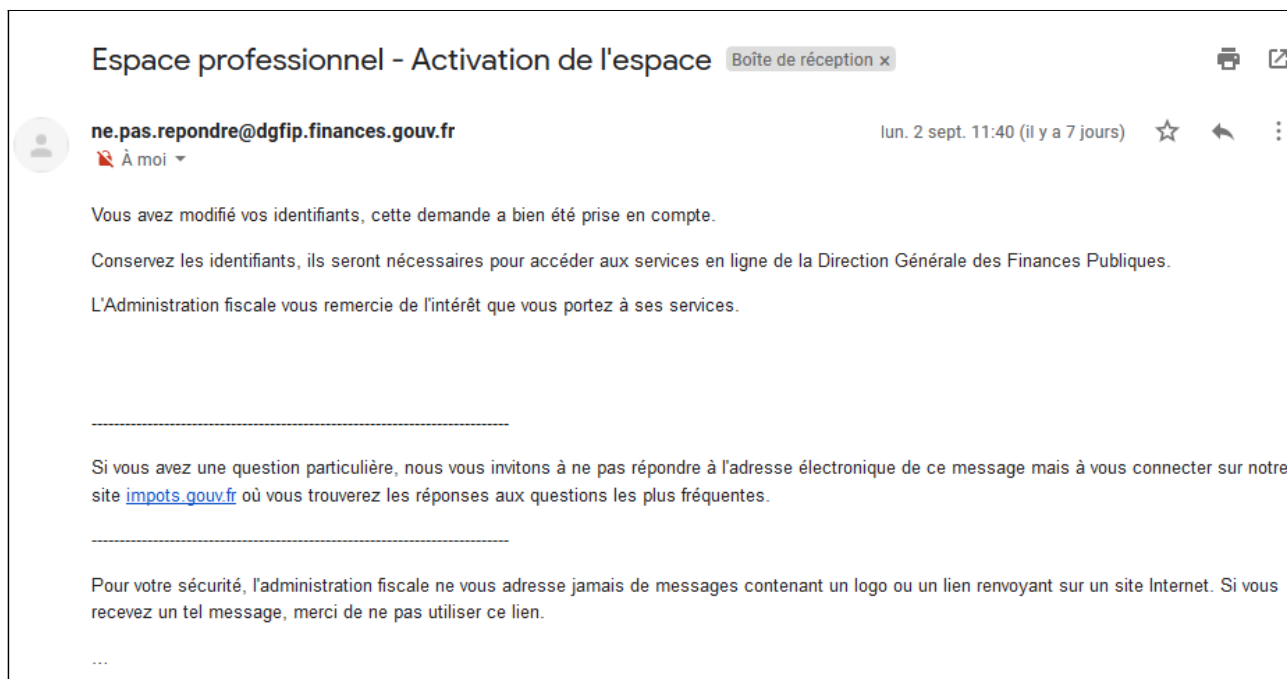 Espace professionnel - Activation de l'espace Boîte de réception x
ne.pas.repondre@dgfip.finances.gouv.fr lun. 2 sept. 11:40 (il y a 7 jours)
À moi
Vous avez modifié vos identifiants, cette demande a bien été prise en compte.
Conservez les identifiants, ils seront nécessaires pour accéder aux services en ligne de la Direction Générale des Finances Publiques.
L'Administration fiscale vous remercie de l'intérêt que vous portez à ses services.
---------------------------------------------------------------------------
Si vous avez une question particulière, nous vous invitons à ne pas répondre à l'adresse électronique de ce message mais à vous connecter sur notre
site impots.gouv.fr où vous trouverez les réponses aux questions les plus fréquentes.
---------------------------------------------------------------------------
Pour votre sécurité, l'administration fiscale ne vous adresse jamais de messages contenant un logo ou un lien renvoyant sur un site Internet. Si vous
recevez un tel message, merci de ne pas utiliser ce lien.
...